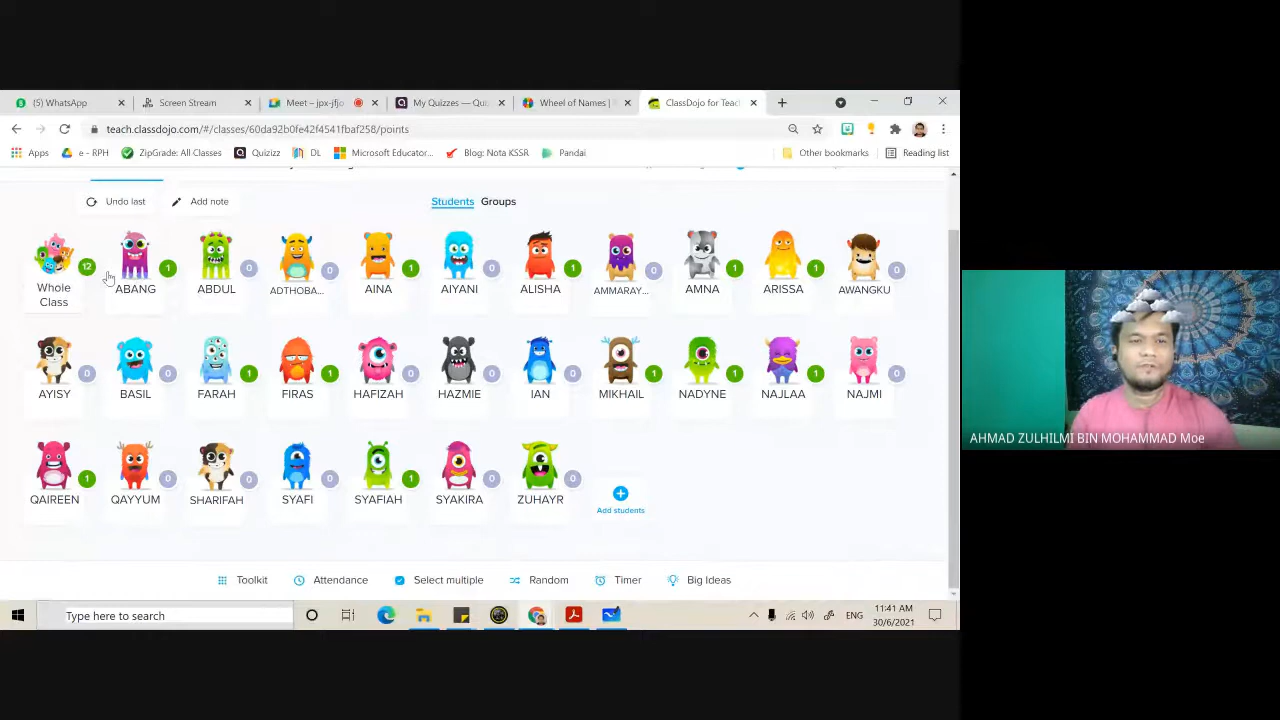 (5) WhatsApp
Screen Stream
Meet – jpx-jfjo
My Quizzes — Qui
Wheel of Names |
ClassDojo for Teac
teach.classdojo.com/#/classes/60da92b0fe42f4541fbaf258/points
Apps
e - RPH
ZipGrade: All Classes
Quizizz
DL
Microsoft Educator...
Blog: Nota KSSR
Pandai
Other bookmarks
Reading list
Undo last
Add note
Students
Groups
12
1
0
0
1
0
1
0
1
1
0
Whole
Class
ABANG
ABDUL
ADTHOBA...
AINA
AIYANI
ALISHA
AMMARAY...
AMNA
ARISSA
AWANGKU
0
0
1
1
0
0
0
1
1
1
0
AYISY
BASIL
FARAH
FIRAS
HAFIZAH
HAZMIE
IAN
MIKHAIL
NADYNE
NAJLAA
NAJMI
1
0
0
0
1
0
0
QAIREEN
QAYYUM
SHARIFAH
SYAFI
SYAFIAH
SYAKIRA
ZUHAYR
Add students
Toolkit
Attendance
Select multiple
Random
Timer
Big Ideas
Type here to search
ENG
11:41 AM
30/6/2021
AHMAD ZULHILMI BIN MOHAMMAD Moe